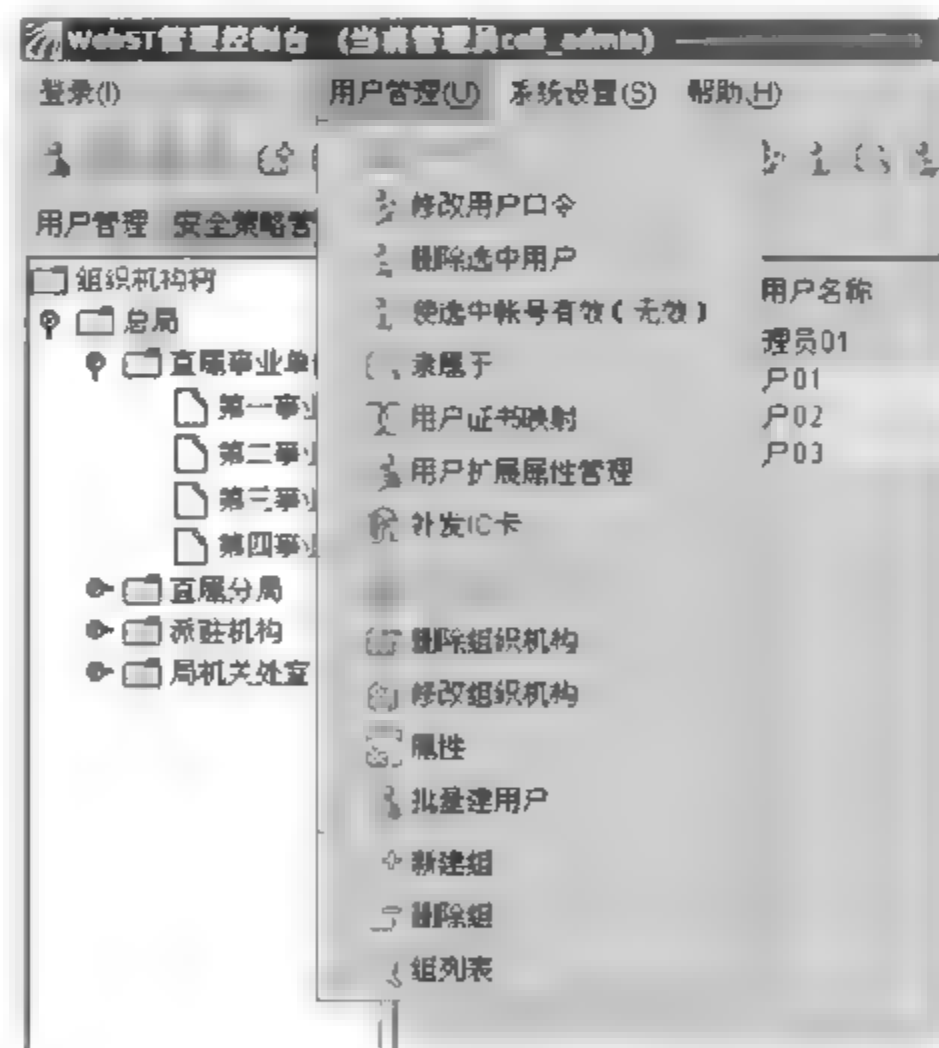 WebST管理控制台 (当前管理员cell_admin)
登录(I) 用户管理(U) 系统设置(S) 帮助(H)
用户管理 安全策略管
组织机构树
总局
直属事业单
第一事业
第二事业
第三事业
第四事业
直属分局
派驻机构
局机关处室
修改用户口令
删除选中用户
使选中帐号有效(无效)
隶属于
用户证书映射
用户扩展属性管理
补发IC卡
删除组织机构
修改组织机构
属性
批量建用户
新建组
删除组
组列表
用户名称
理员01
户01
户02
户03